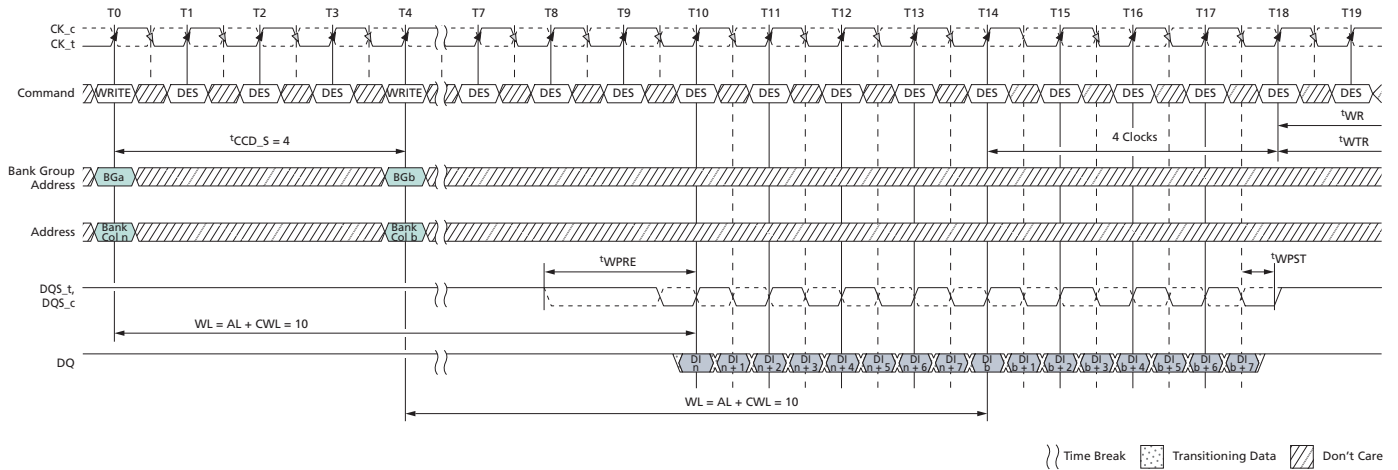 T0 T1 T2 T3 T4 T7 T8 T9 T10 T11 T12 T13 T14 T15 T16 T17 T18 T19
CK_c
CK_t
Command WRITE DES DES DES WRITE DES DES DES DES DES DES DES DES DES DES DES DES DES
tWR
tCCD_S = 4 4 Clocks tWTR
Bank Group
Address BGa BGb
Address Bank
Col n Bank
Col b
tWPRE tWPST
DQS_t,
DQS_c
WL = AL + CWL = 10
DQ DI
n DI
n + 1 DI
n + 2 DI
n + 3 DI
n + 4 DI
n + 5 DI
n + 6 DI
n + 7 DI
b DI
b + 1 DI
b + 2 DI
b + 3 DI
b + 4 DI
b + 5 DI
b + 6 DI
b + 7
WL = AL + CWL = 10
Time Break Transitioning Data Don't Care